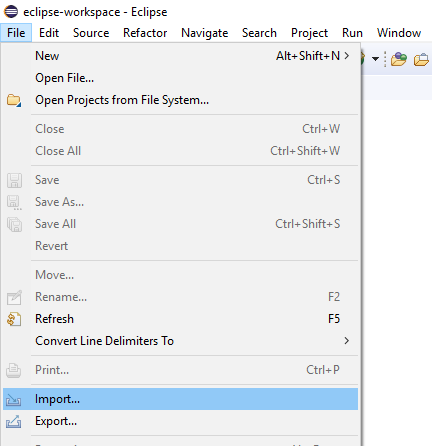 eclipse-workspace - Eclipse
File Edit Source Refactor Navigate Search Project Run Window
New Alt+Shift+N >
Open File...
Open Projects from File System...
Close Ctrl+W
Close All Ctrl+Shift+W
Save Ctrl+S
Save As...
Save All Ctrl+Shift+S
Revert
Move...
Rename... F2
Refresh F5
Convert Line Delimiters To >
Print... Ctrl+P
Import...
Export...